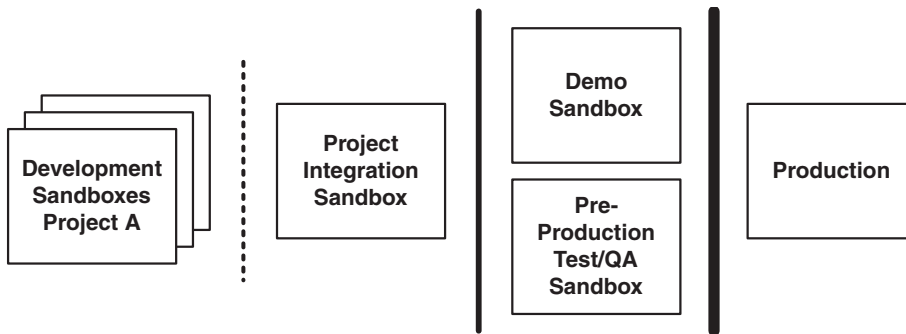 Development
Sandboxes
Project A
Project
Integration
Sandbox
Demo
Sandbox
Pre-
Production
Test/QA
Sandbox
Production